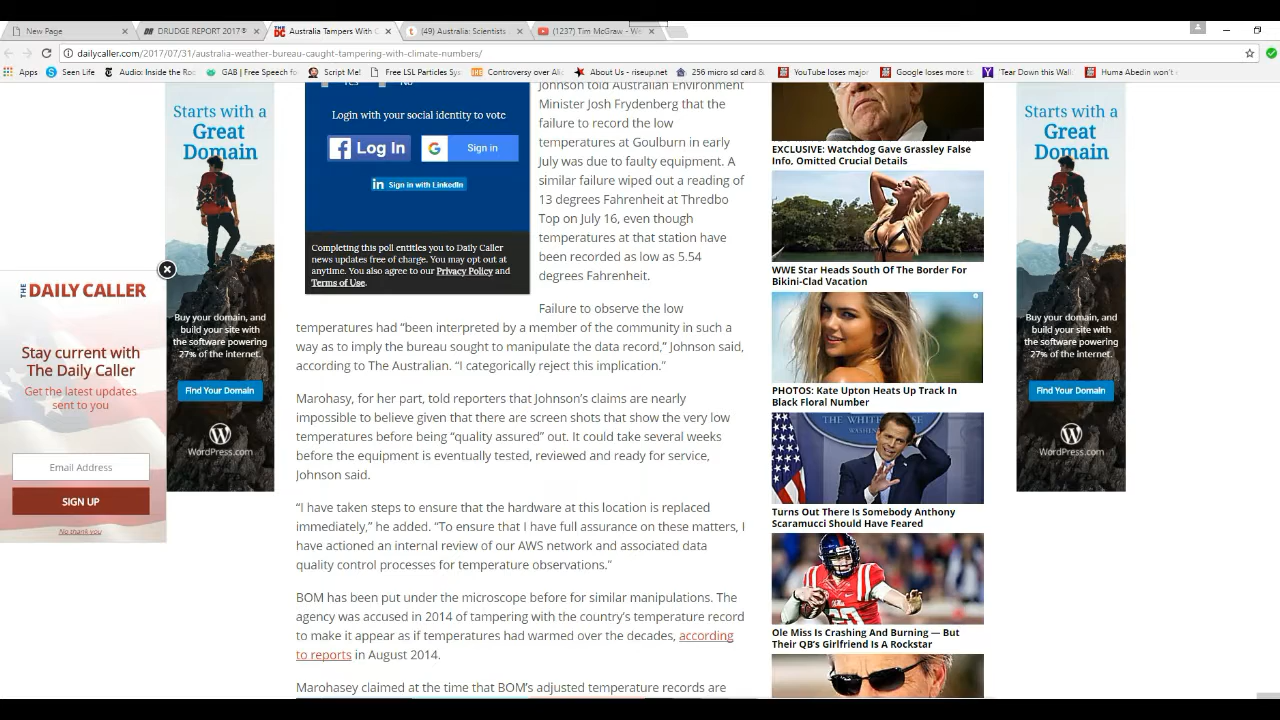 New Page
DRUDGE REPORT 2017®
THE DC
Australia Tampers With C
(49) Australia: Scientists
(1237) Tim McGraw - We
dailycaller.com/2017/07/31/australia-weather-bureau-caught-tampering-with-climate-numbers/
Apps
Seen Life
Audio: Inside the Ro
GAB | Free Speech fo
Script Me!
Free LSL Particles Sys
Controversy over Ali
About Us - riseup.net
256 micro sd card &
YouTube loses major
Google loses more to
'Tear Down this Wall
Huma Abedin won't
Starts with a
Great
Domain
Buy your domain, and
build your site with
the software powering
27% of the internet.
Find Your Domain
WordPress.com
THE DAILY CALLER
Stay current with
The Daily Caller
Get the latest updates
sent to you
Email Address
SIGN UP
No thank you
Yes No
Login with your social identity to vote
Log In
Sign in
in Sign in with LinkedIn
Completing this poll entitles you to Daily Caller
news updates free of charge. You may opt out at
anytime. You also agree to our Privacy Policy and
Terms of Use.
Johnson told Australian Environment
Minister Josh Frydenberg that the
failure to record the low
temperatures at Goulburn in early
July was due to faulty equipment. A
similar failure wiped out a reading of
13 degrees Fahrenheit at Thredbo
Top on July 16, even though
temperatures at that station have
been recorded as low as 5.54
degrees Fahrenheit.
Failure to observe the low
temperatures had “been interpreted by a member of the community in such a
way as to imply the bureau sought to manipulate the data record,” Johnson said,
according to The Australian. “I categorically reject this implication.”
Marohasy, for herpart, told reporters that Johnson’s claims are nearly
impossible to believe given that there are screen shots that show the very low
temperatures before being “quality assured” out. It could take several weeks
before the equipment is eventually tested, reviewed and ready for service,
Johnson said.
“I have taken steps to ensure that the hardware at this location is replaced
immediately,” he added. “To ensure that I have full assurance on these matters, I
have actioned an internal review of our AWS network and associated data
quality control processes for temperature observations.”
BOM has been put under the microscope before for similar manipulations. The
agency was accused in 2014 of tampering with the country’s temperature record
to make it appear as if temperatures had warmed over the decades, according
to reports in August 2014.
Marohasey claimed at the time that BOM’s adjusted temperature records are
EXCLUSIVE: Watchdog Gave Grassley False
Info, Omitted Crucial Details
WWE Star Heads South Of The Border For
Bikini-Clad Vacation
PHOTOS: Kate Upton Heats Up Track In
Black Floral Number
THE WHITE HOUSE
Turns Out There Is Somebody Anthony
Scaramucci Should Have Feared
Ole Miss Is Crashing And Burning — But
Their QB’s Girlfriend Is A Rockstar
Starts with a
Great
Domain
Buy your domain, and
build your site with
the software powering
27% of the internet.
Find Your Domain
WordPress.com